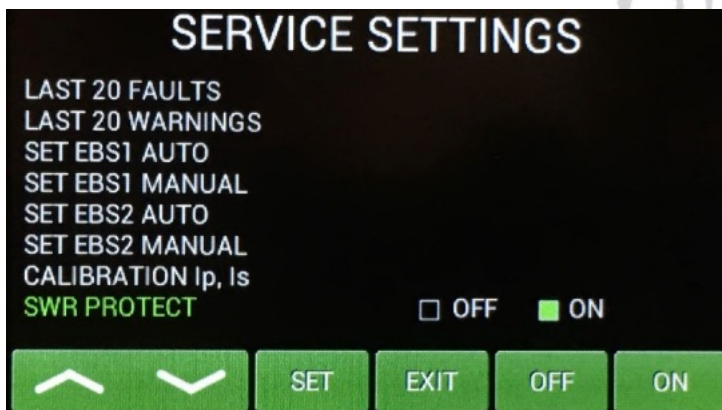 SERVICE SETTINGS
LAST 20 FAULTS
LAST 20 WARNINGS
SET EBS1 AUTO
SET EBS1 MANUAL
SET EBS2 AUTO
SET EBS2 MANUAL
CALIBRATION Ip, Is
SWR PROTECT OFF ON
SET EXIT OFF ON